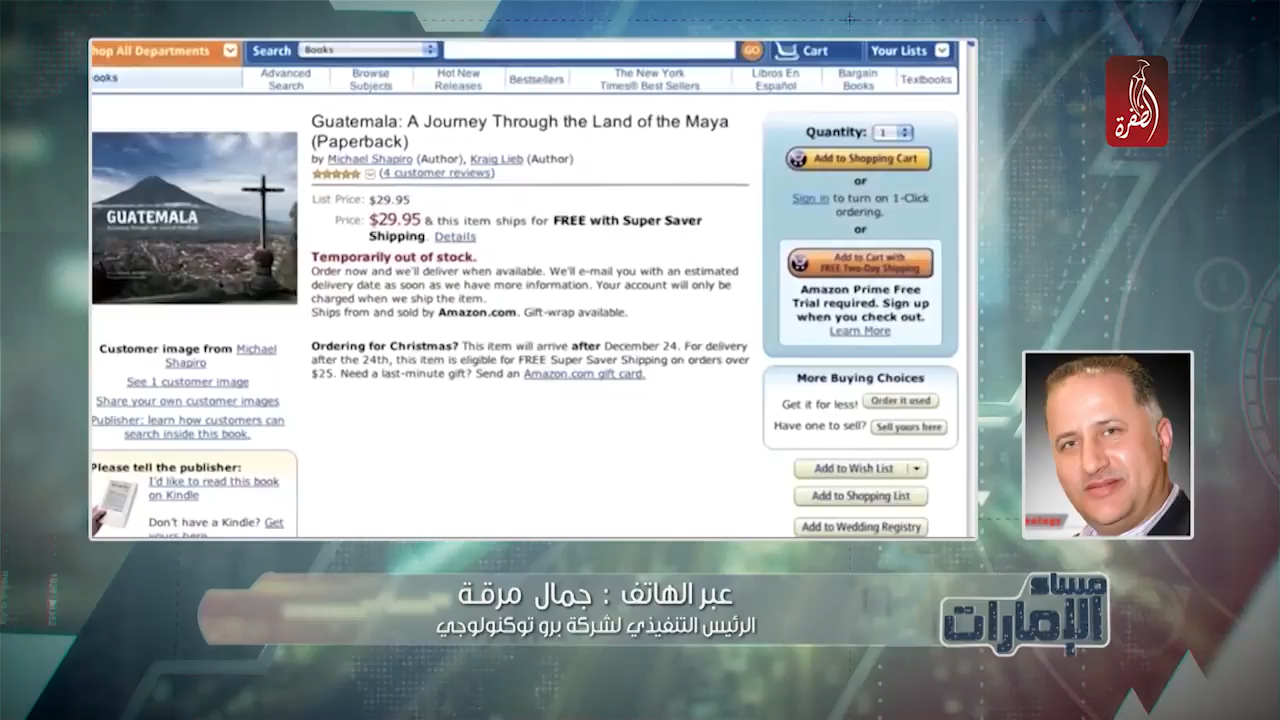 hop All Departments
Search Books GO Cart Your Lists
ooks
Advanced Search
Browse Subjects
Hot New Releases
Bestsellers
The New York Times® Best Sellers
Libros En Español
Bargain Books
Textbooks
Guatemala: A Journey Through the Land of the Maya
(Paperback)
by Michael Shapiro (Author), Kraig Lieb (Author)
(4 customer reviews)
List Price: $29.95
Price: $29.95 & this item ships for FREE with Super Saver
Shipping. Details
Temporarily out of stock.
Order now and we'll deliver when available. We'll e-mail you with an estimated
delivery date as soon as we have more information. Your account will only be
charged when we ship the item.
Ships from and sold by Amazon.com. Gift-wrap available.
Ordering for Christmas? This item will arrive after December 24. For delivery
after the 24th, this item is eligible for FREE Super Saver Shipping on orders over
$25. Need a last-minute gift? Send an Amazon.com gift card.
GUATEMALA
Customer image from Michael
Shapiro
See 1 customer image
Share your own customer images
Publisher: learn how customers can
search inside this book.
Please tell the publisher:
I'd like to read this book
on Kindle
Don't have a Kindle? Get
yours here
Quantity: 1
Add to Shopping Cart
or
Sign in to turn on 1-Click
ordering.
or
Add to Cart with
FREE Two-Day Shipping
Amazon Prime Free
Trial required. Sign up
when you check out.
Learn More
More Buying Choices
Get it for less! Order it used
Have one to sell? Sell yours here
Add to Wish List
Add to Shopping List
Add to Wedding Registry
الظفرة
nology
عبر الهاتف : جمال مرقة
الرئيس التنفيذي لشركة برو توكنولوجي
مساء
الإمارات